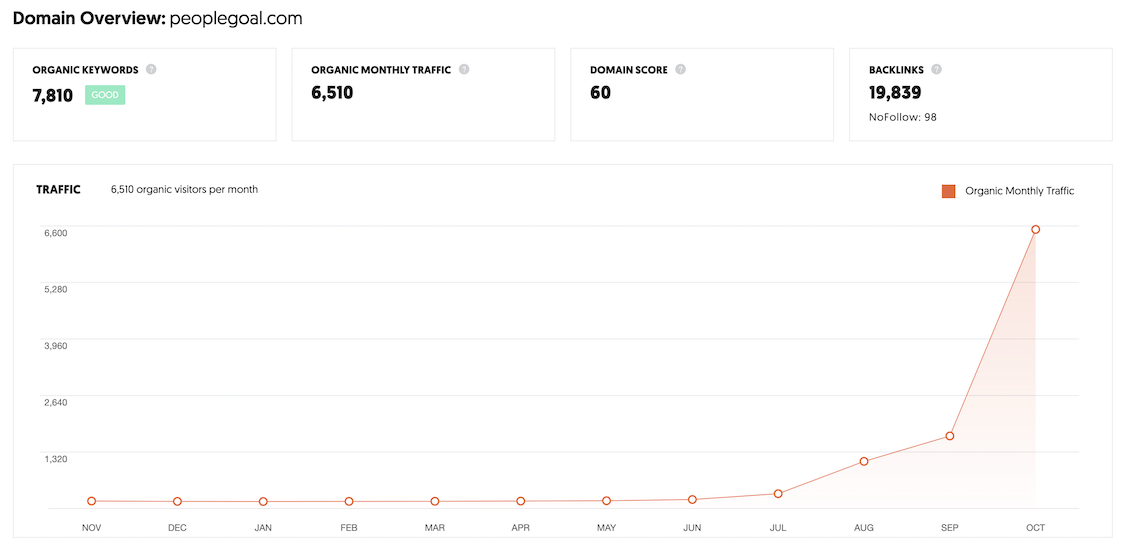 Domain Overview: peoplegoal.com
ORGANIC KEYWORDS ?
7,810 GOOD
ORGANIC MONTHLY TRAFFIC ?
6,510
DOMAIN SCORE ?
60
BACKLINKS ?
19,839
NoFollow: 98
TRAFFIC 6,510 organic visitors per month
Organic Monthly Traffic
6,600
5,280
3,960
2,640
1,320
NOV DEC JAN FEB MAR APR MAY JUN JUL AUG SEP OCT